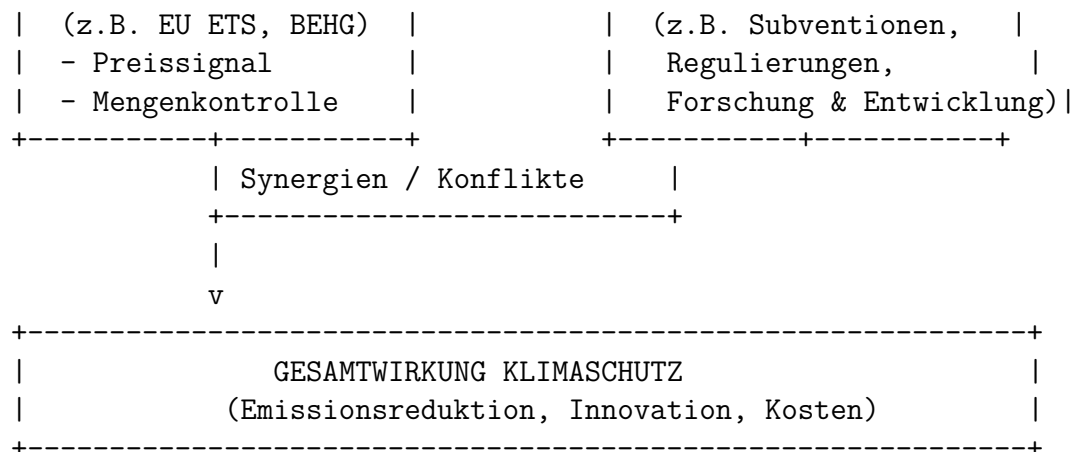 |  (z.B. EU ETS, BEHG)  |           |  (z.B. Subventionen,   |
|  - Preissignal        |           |   Regulierungen,        |
|  - Mengenkontrolle    |           |   Forschung & Entwicklung)|
+-----------+-----------+           +-----------+-----------+
            | Synergien / Konflikte     |
            +---------------------------+
            |
            v
+-------------------------------------------------------------+
|               GESAMTWIRKUNG KLIMASCHUTZ                     |
|            (Emissionsreduktion, Innovation, Kosten)         |
+-------------------------------------------------------------+